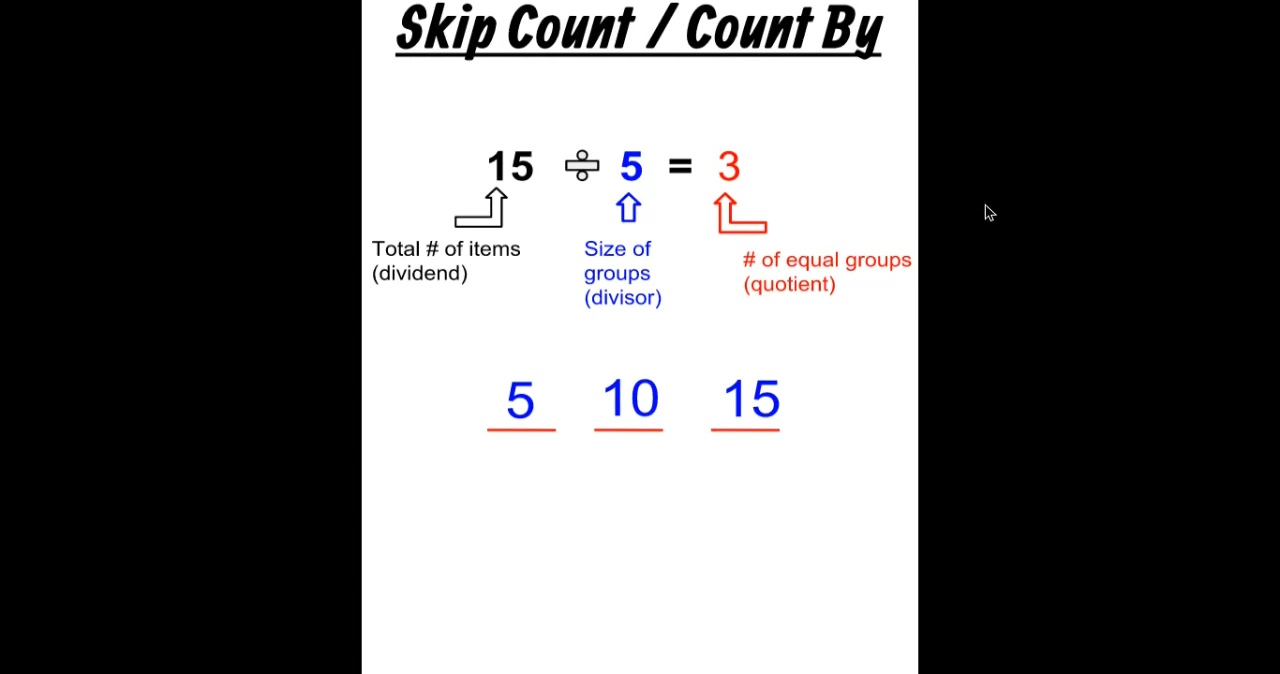 Skip Count / Count By
15 ÷ 5 = 3
Total # of items
(dividend)
Size of
groups
(divisor)
# of equal groups
(quotient)
5 10 15